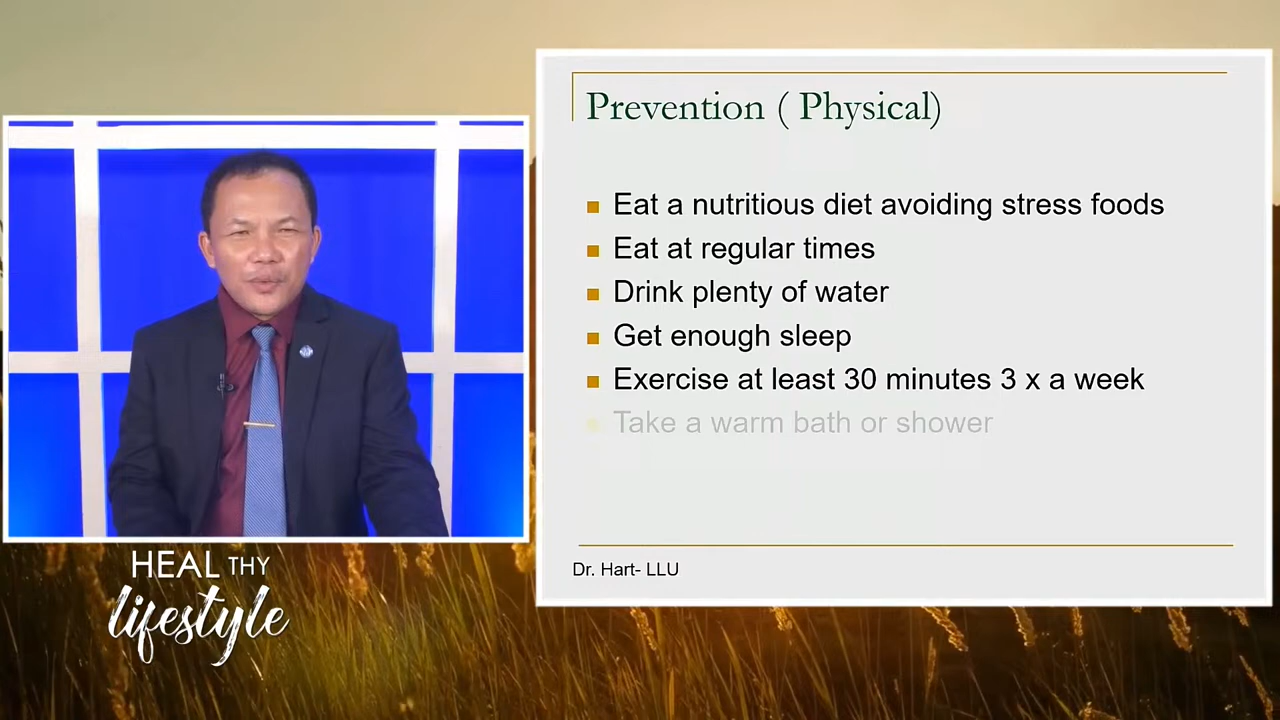 Prevention ( Physical)
Eat a nutritious diet avoiding stress foods
Eat at regular times
Drink plenty of water
Get enough sleep
Exercise at least 30 minutes 3 x a week
Take a warm bath or shower
Dr. Hart- LLU
HEAL THY
lifestyle